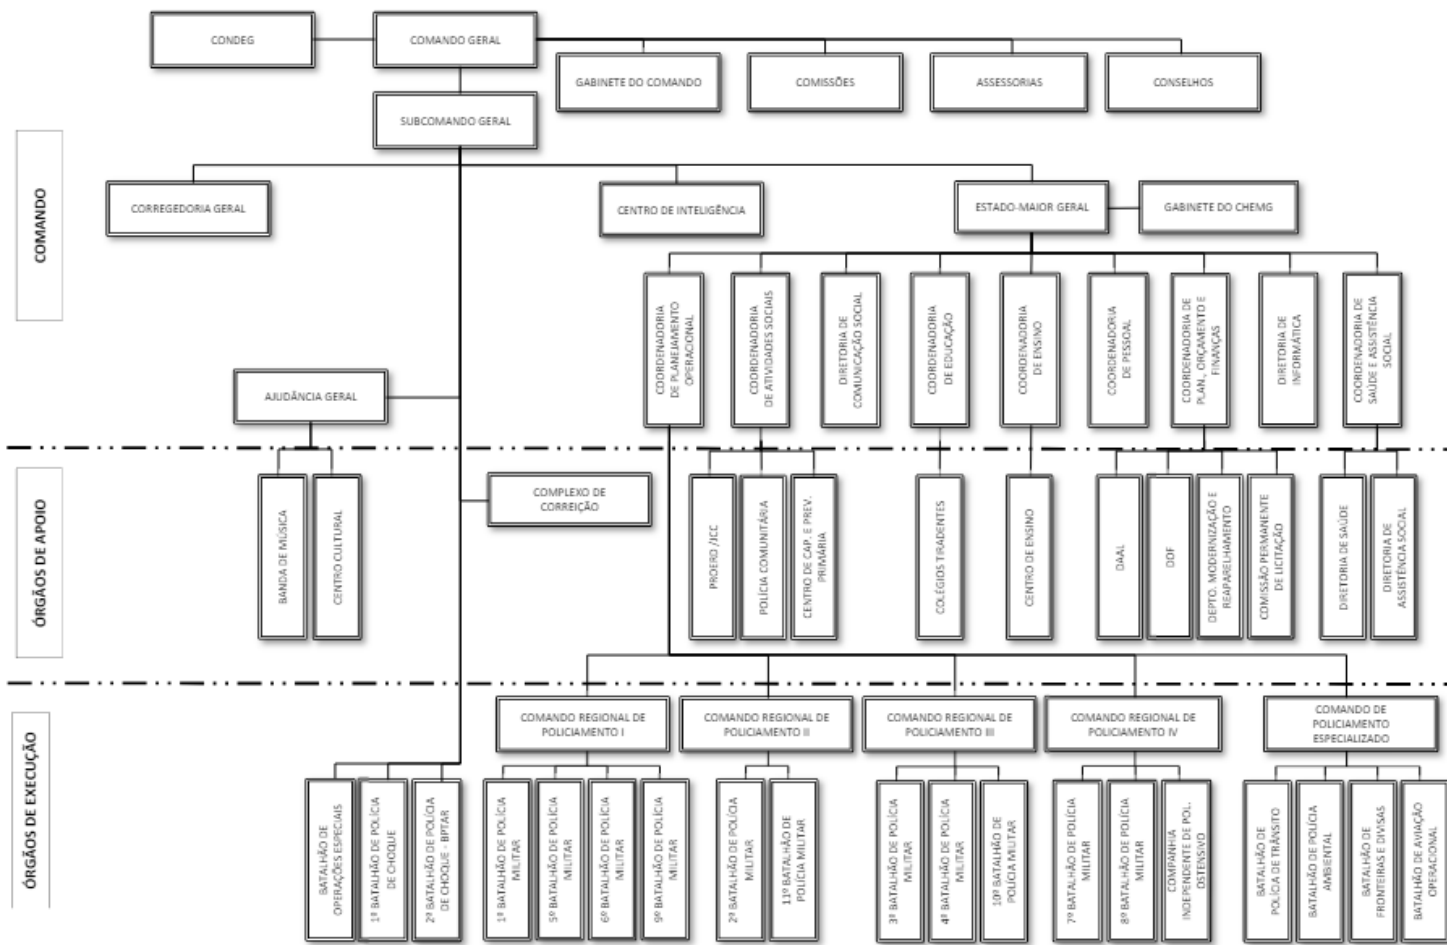 CONDEG
COMANDO GERAL
GABINETE DO COMANDO
COMISSÕES
ASSESSORIAS
CONSELHOS
SUBCOMANDO GERAL
COMANDO
CORREGEDORIA GERAL
CENTRO DE INTELIGÊNCIA
ESTADO-MAIOR GERAL
GABINETE DO CHEMG
COORDENADORIA
DE PLANEJAMENTO
OPERACIONAL
COORDENADORIA
DE ATIVIDADES SOCIAIS
DIRETORIA DE
COMUNICAÇÃO SOCIAL
COORDENADORIA
DE EDUCAÇÃO
COORDENADORIA
DE ENSINO
COORDENADORIA
DE PESSOAL
COORDENADORIA DE
PLAN., ORÇAMENTO E
FINANÇAS
DIRETORIA DE
INFORMÁTICA
COORDENADORIA DE
SAÚDE E ASSISTÊNCIA
SOCIAL
AJUDÂNCIA GERAL
ÓRGÃOS DE APOIO
BANDA DE MÚSICA
CENTRO CULTURAL
COMPLEXO DE
CORREIÇÃO
PROERD /JCC
POLÍCIA COMUNITÁRIA
CENTRO DE CAP. E PREV.
PRIMÁRIA
COLÉGIOS TIRADENTES
CENTRO DE ENSINO
DAAL
DOF
DEPTO. MODERNIZAÇÃO E
REAPARELHAMENTO
COMISSÃO PERMANENTE
DE LICITAÇÃO
DIRETORIA DE SAÚDE
DIRETORIA DE
ASSISTÊNCIA SOCIAL
ÓRGÃOS DE EXECUÇÃO
COMANDO REGIONAL DE
POLICIAMENTO I
COMANDO REGIONAL DE
POLICIAMENTO II
COMANDO REGIONAL DE
POLICIAMENTO III
COMANDO REGIONAL DE
POLICIAMENTO IV
COMANDO DE
POLICIAMENTO
ESPECIALIZADO
BATALHÃO DE
OPERAÇÕES ESPECIAIS
1º BATALHÃO DE POLÍCIA
DE CHOQUE
2º BATALHÃO DE POLÍCIA
DE CHOQUE - BPTAR
1º BATALHÃO DE POLÍCIA
MILITAR
5º BATALHÃO DE POLÍCIA
MILITAR
6º BATALHÃO DE POLÍCIA
MILITAR
9º BATALHÃO DE POLÍCIA
MILITAR
2º BATALHÃO DE POLÍCIA
MILITAR
11º BATALHÃO DE
POLÍCIA MILITAR
3º BATALHÃO DE POLÍCIA
MILITAR
4º BATALHÃO DE POLÍCIA
MILITAR
10º BATALHÃO DE
POLÍCIA MILITAR
7º BATALHÃO DE POLÍCIA
MILITAR
8º BATALHÃO DE POLÍCIA
MILITAR
COMPANHIA
INDEPENDENTE DE POL.
OSTENSIVO
BATALHÃO DE
POLÍCIA DE TRÂNSITO
BATALHÃO DE POLÍCIA
AMBIENTAL
BATALHÃO DE
FRONTEIRAS E DIVISAS
BATALHÃO DE AVIAÇÃO
OPERACIONAL